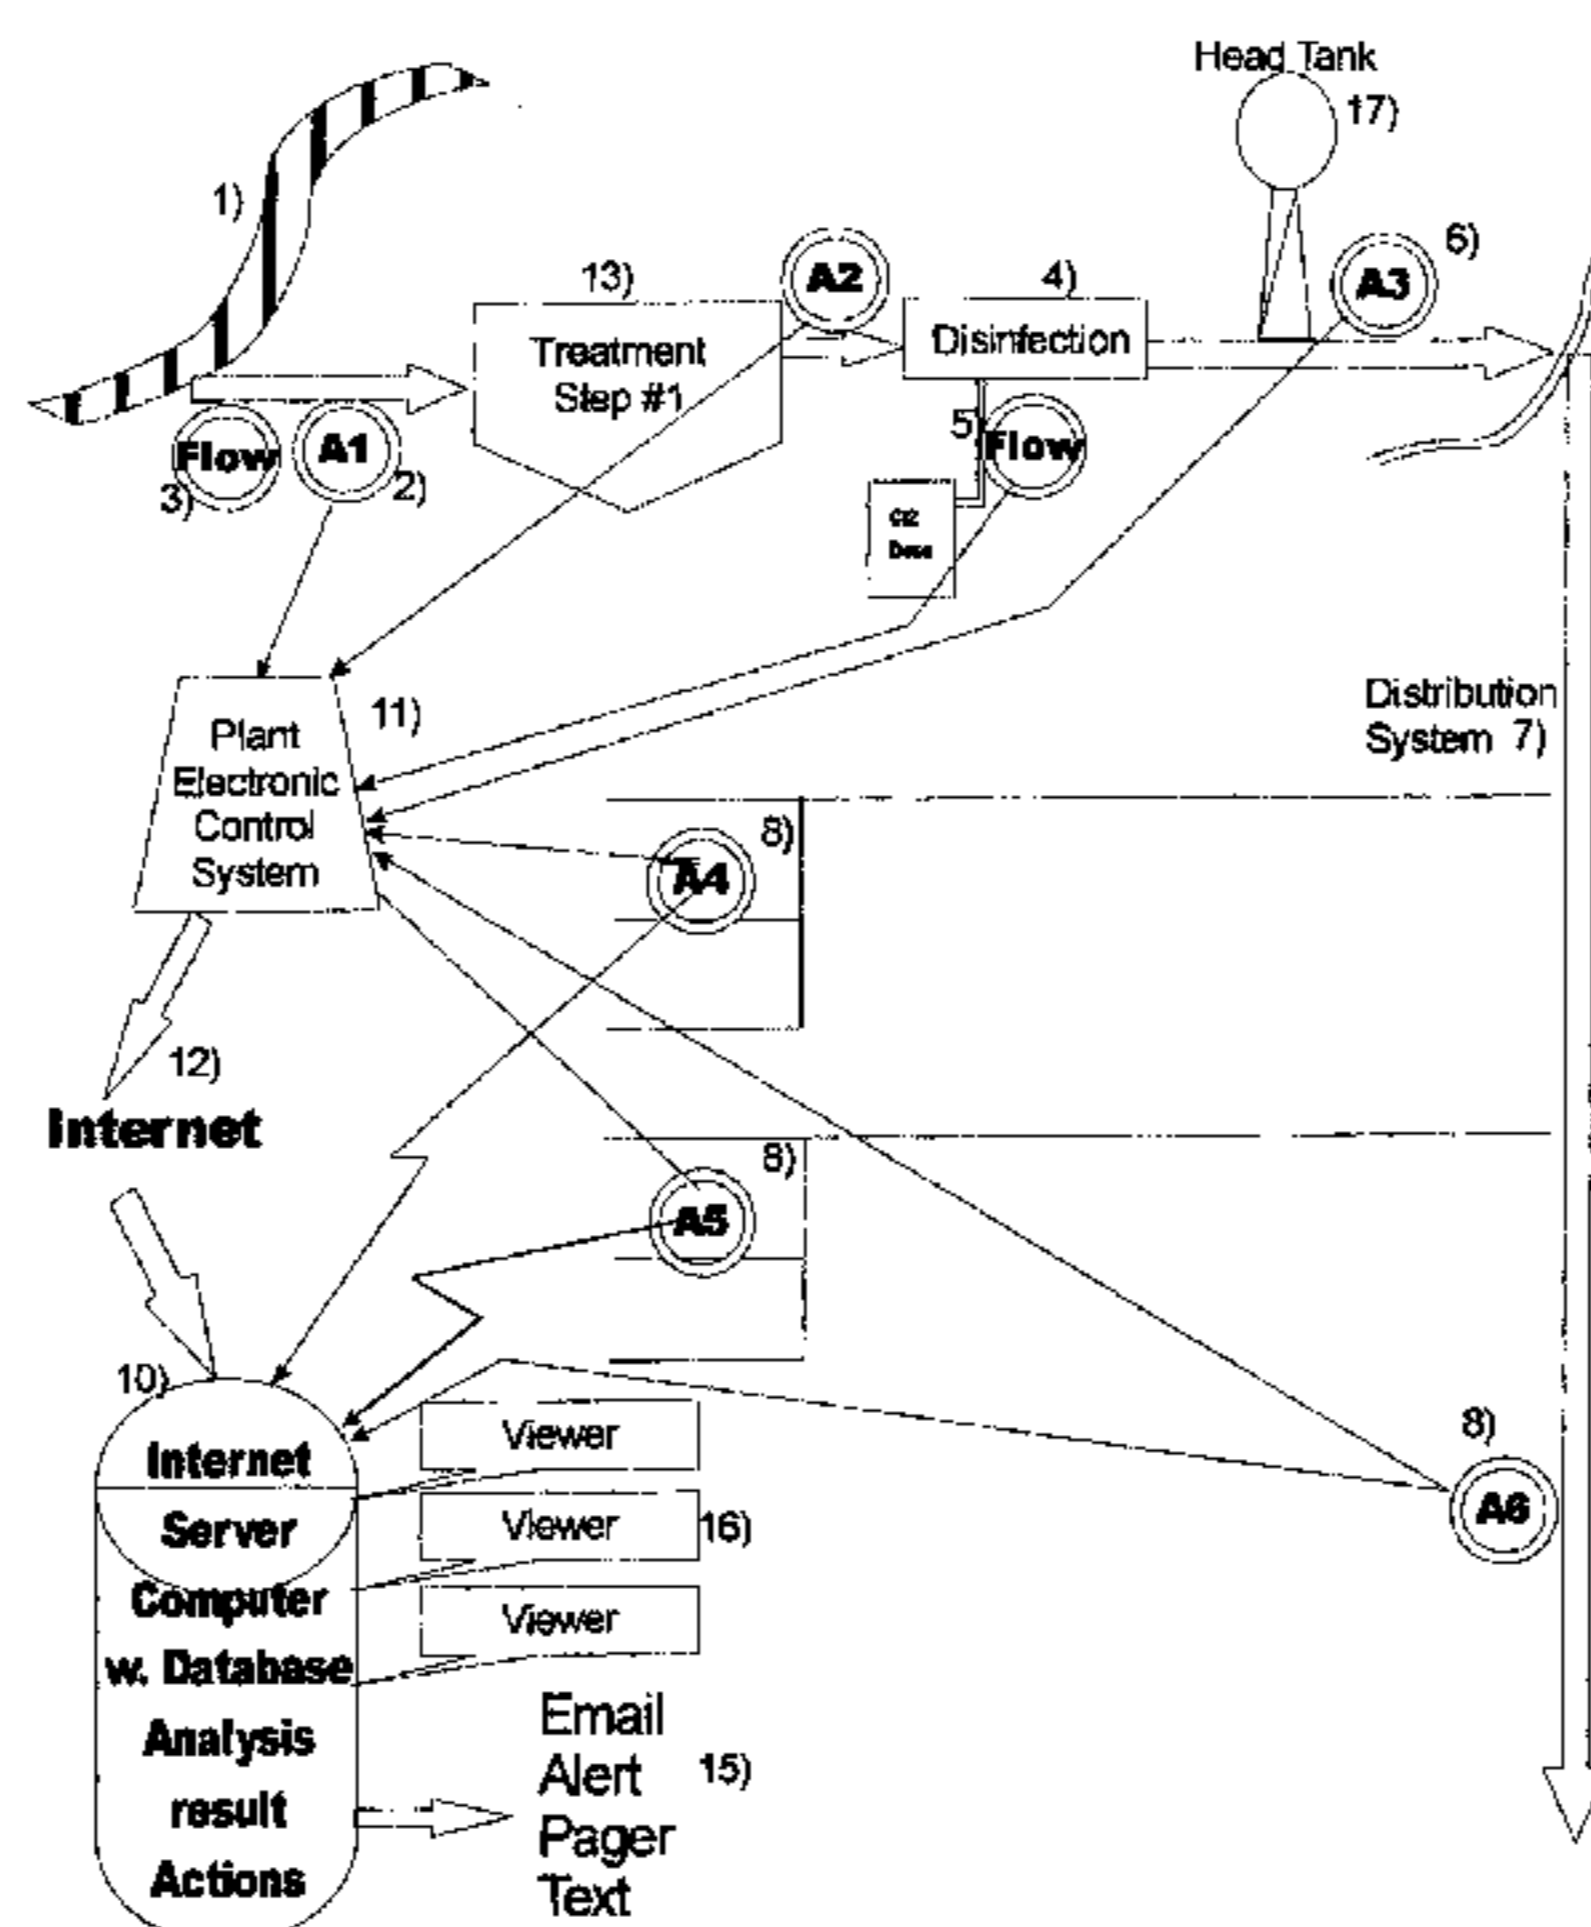 Head Tank
17)
1)
6)
A2
A3
13)
4)
Treatment
Step #1
Disinfection
5)
Flow
A1
Flow
3)
2)
Dose
Distribution
System 7)
11)
Plant
Electronic
Control
System
8)
A4
12)
Internet
8)
A5
10)
8)
Internet
Viewer
A6
Server
Viewer
16)
Computer
Viewer
w. Database
Analysis
result
Actions
Email
Alert
15)
Pager
Text